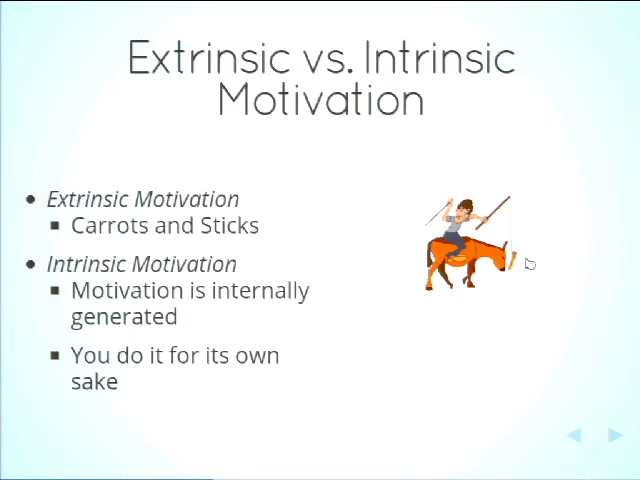 Extrinsic vs. Intrinsic
Motivation
Extrinsic Motivation
Carrots and Sticks
Intrinsic Motivation
Motivation is internally
generated
You do it for its own
sake